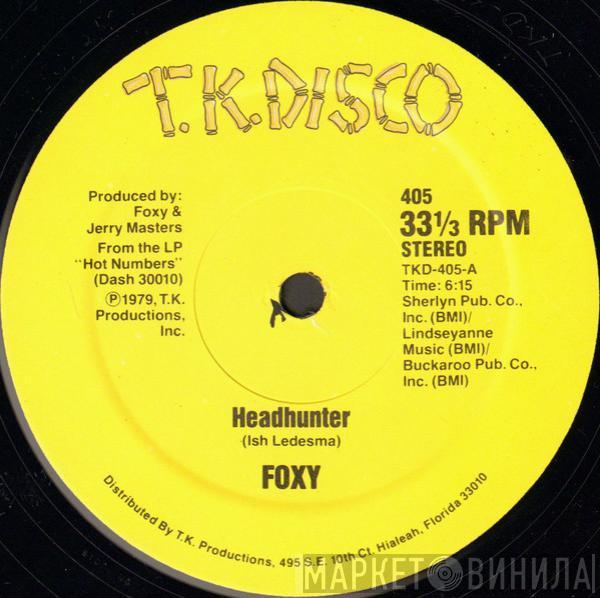 T.K. DISCO
Produced by:
Foxy &
Jerry Masters
From the LP
"Hot Numbers"
(Dash 30010)
℗1979, T.K.
Productions,
Inc.
405
33⅓ RPM
STEREO
TKD-405-A
Time: 6:15
Sherlyn Pub. Co.,
Inc. (BMI)/
Lindseyanne
Music (BMI)/
Buckaroo Pub. Co.,
Inc. (BMI)
Headhunter
(Ish Ledesma)
FOXY
Distributed By T.K. Productions, 495 S.E. 10th Ct. Hialeah, Florida 33010
МАРКЕТ ВИНИЛА